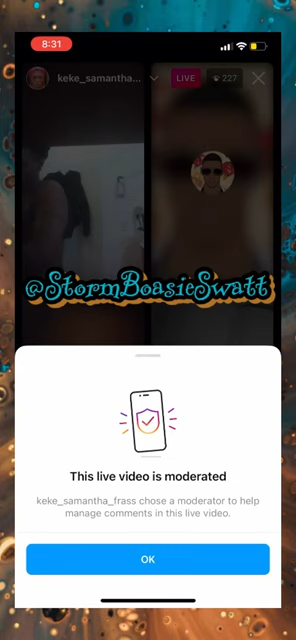 8:31
keke_samantha... LIVE 227
@StormBoasieSwatt
This live video is moderated
keke_samantha_frass chose a moderator to help
manage comments in this live video.
OK